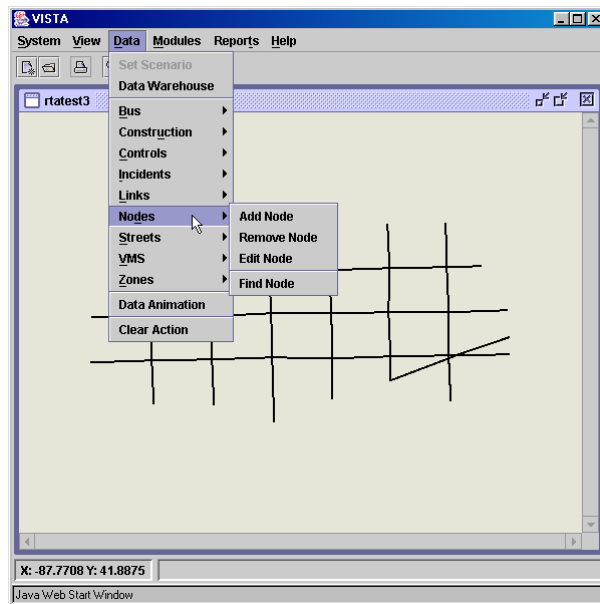 VISTA
System View Data Modules Reports Help
Set Scenario
Data Warehouse
rtatest3
Bus
Construction
Controls
Incidents
Links
Nodes
Add Node
Streets
Remove Node
VMS
Edit Node
Zones
Find Node
Data Animation
Clear Action
X: -87.7708 Y: 41.8875
Java Web Start Window